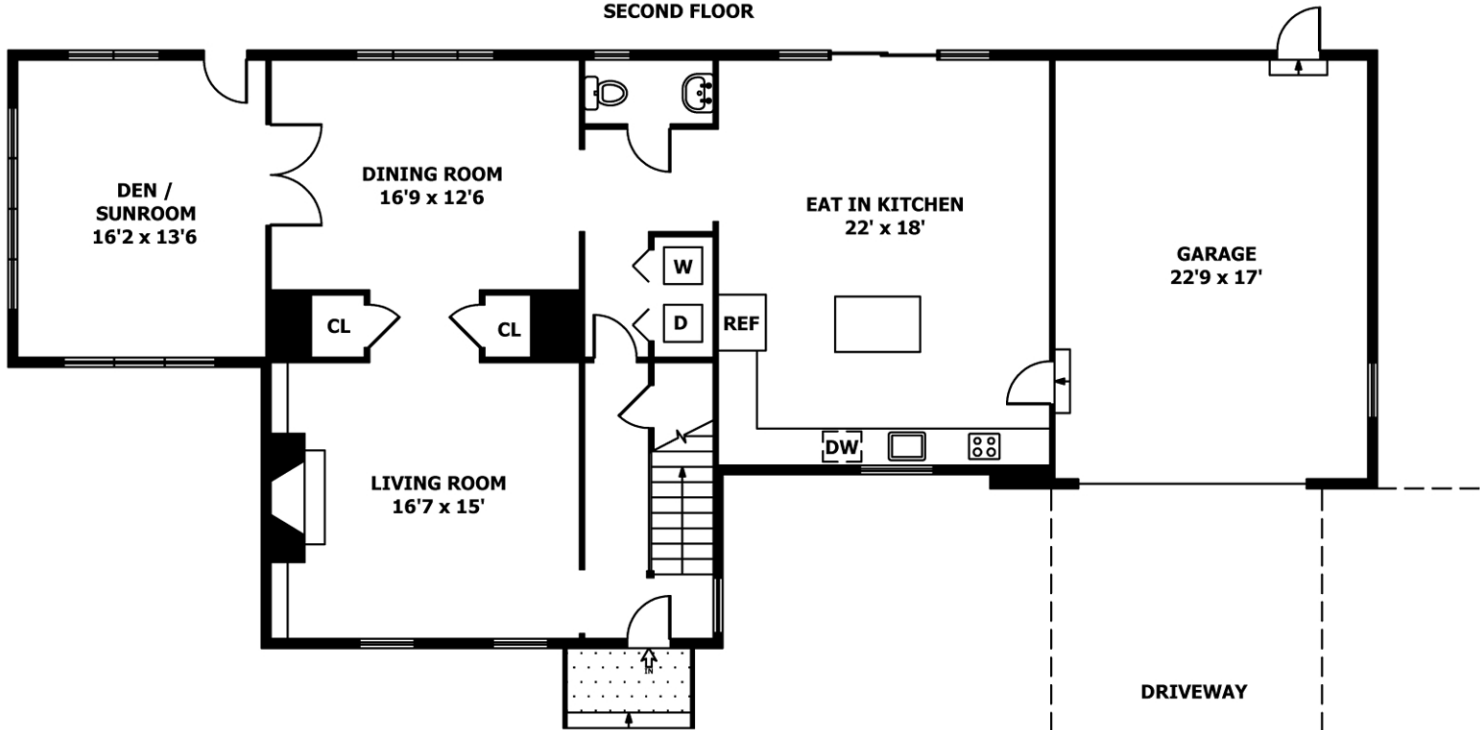 SECOND FLOOR
DEN /
SUNROOM
16'2 x 13'6
DINING ROOM
16'9 x 12'6
EAT IN KITCHEN
22' x 18'
GARAGE
22'9 x 17'
W
D
REF
CL
CL
DW
LIVING ROOM
16'7 x 15'
IN
DRIVEWAY